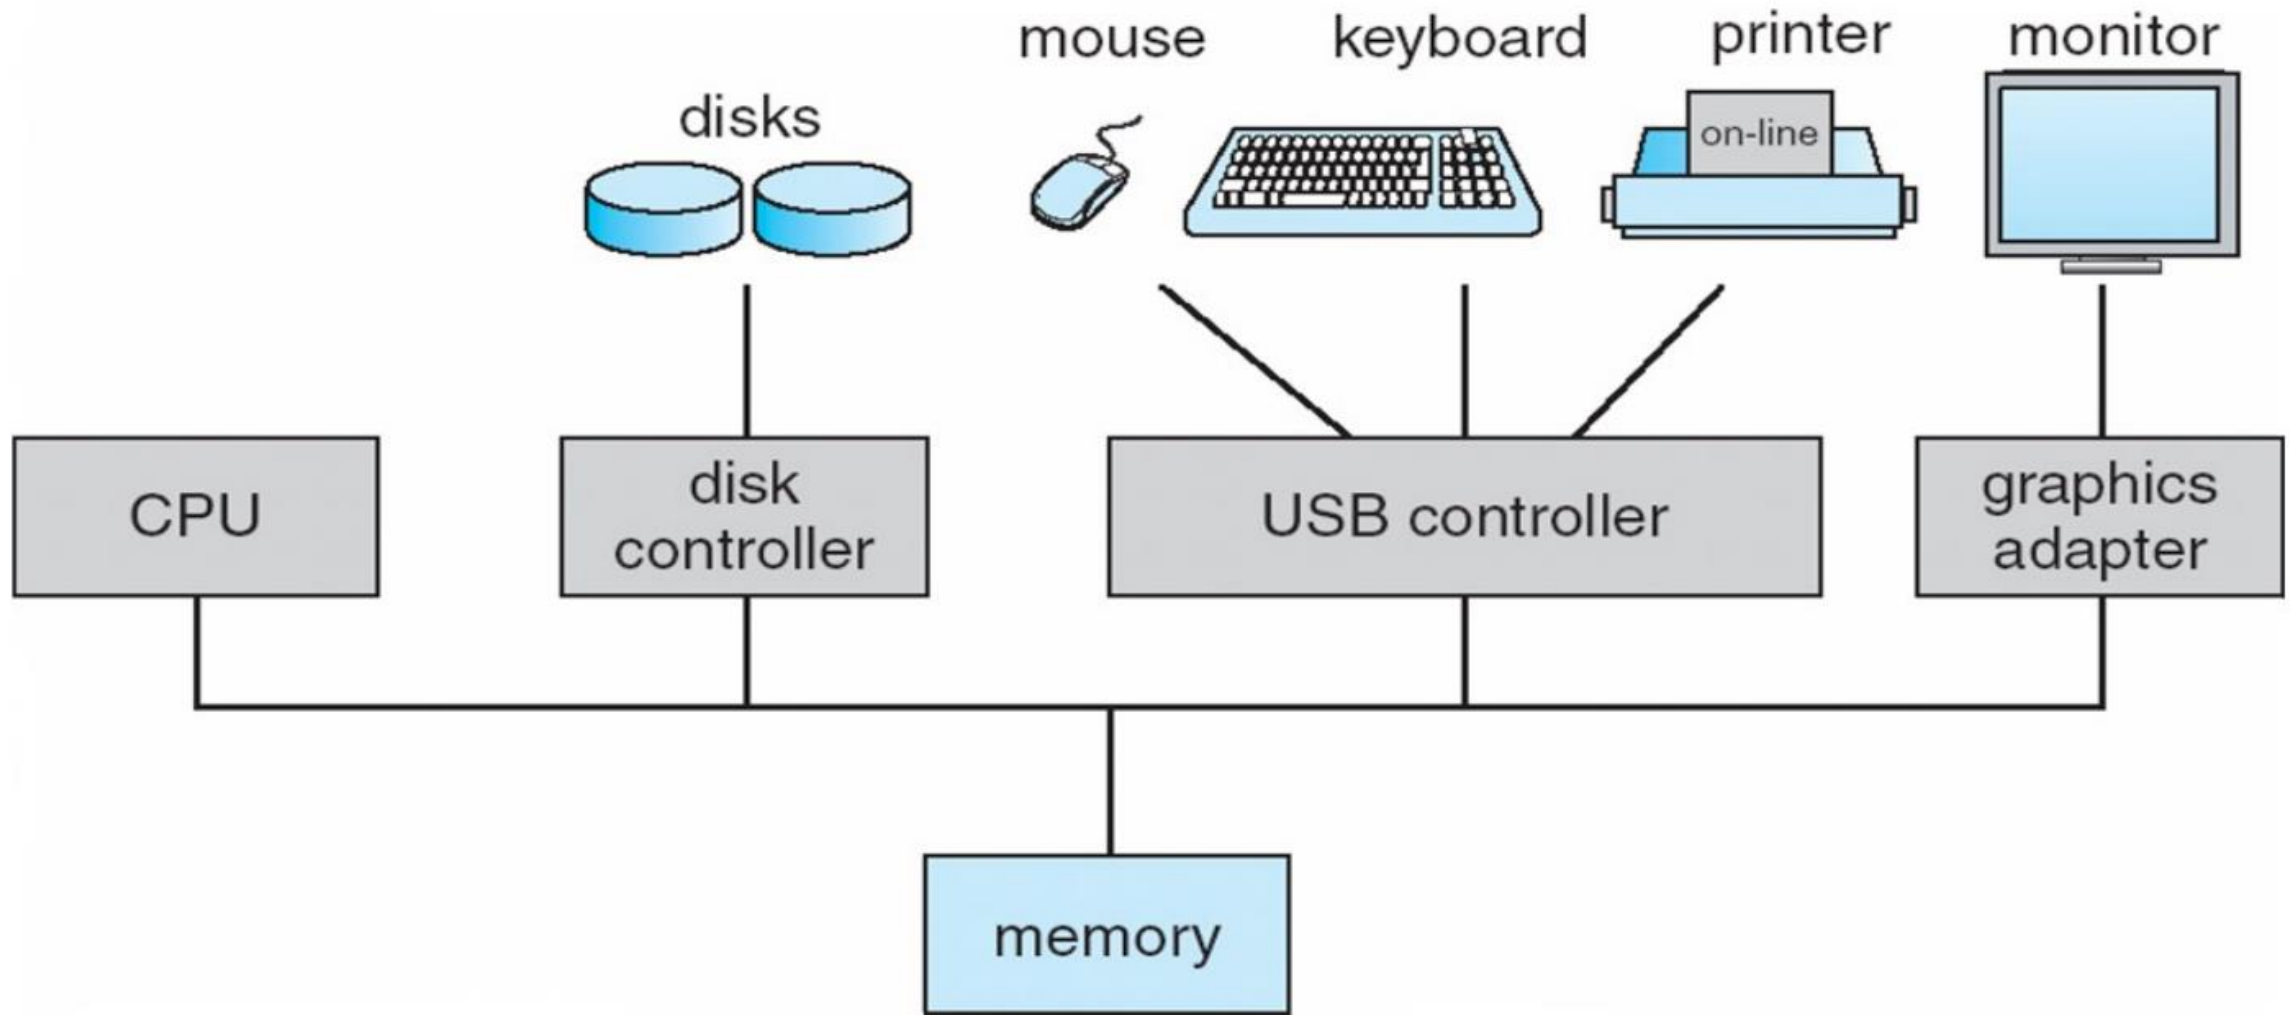 mouse
keyboard
printer
monitor
disks
on-line
CPU
disk
controller
USB controller
graphics
adapter
memory